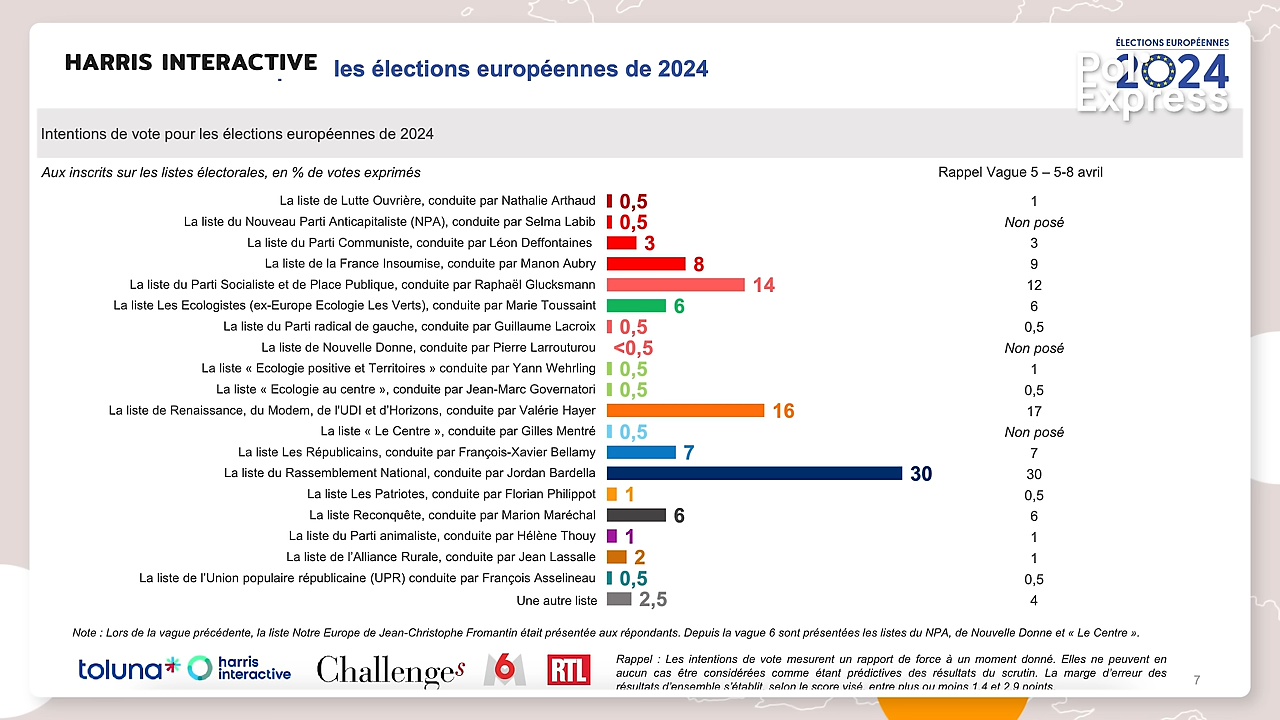 HARRIS INTERACTIVE les élections européennes de 2024
ÉLECTIONS EUROPÉENNES
2024
Express
Intentions de vote pour les élections européennes de 2024
Aux inscrits sur les listes électorales, en % de votes exprimés Rappel Vague 5 – 5-8 avril
La liste de Lutte Ouvrière, conduite par Nathalie Arthaud 0,5 1
La liste du Nouveau Parti Anticapitaliste (NPA), conduite par Selma Labib 0,5 Non posé
La liste du Parti Communiste, conduite par Léon Deffontaines 3 3
La liste de la France Insoumise, conduite par Manon Aubry 8 9
La liste du Parti Socialiste et de Place Publique, conduite par Raphaël Glucksmann 14 12
La liste Les Ecologistes (ex-Europe Ecologie Les Verts), conduite par Marie Toussaint 6 6
La liste du Parti radical de gauche, conduite par Guillaume Lacroix 0,5 0,5
La liste de Nouvelle Donne, conduite par Pierre Larrouturou <0,5 Non posé
La liste « Ecologie positive et Territoires » conduite par Yann Wehrling 0,5 1
La liste « Ecologie au centre », conduite par Jean-Marc Governatori 0,5 0,5
La liste de Renaissance, du Modem, de l'UDI et d'Horizons, conduite par Valérie Hayer 16 17
La liste « Le Centre », conduite par Gilles Mentré 0,5 Non posé
La liste Les Républicains, conduite par François-Xavier Bellamy 7 7
La liste du Rassemblement National, conduite par Jordan Bardella 30 30
La liste Les Patriotes, conduite par Florian Philippot 1 0,5
La liste Reconquête, conduite par Marion Maréchal 6 6
La liste du Parti animaliste, conduite par Hélène Thouy 1 1
La liste de l'Alliance Rurale, conduite par Jean Lassalle 2 1
La liste de l'Union populaire républicaine (UPR) conduite par François Asselineau 0,5 0,5
Une autre liste 2,5 4
Note : Lors de la vague précédente, la liste Notre Europe de Jean-Christophe Fromantin était présentée aux répondants. Depuis la vague 6 sont présentées les listes du NPA, de Nouvelle Donne et « Le Centre ».
toluna* harris interactive Challenges M6 RTL
Rappel : Les intentions de vote mesurent un rapport de force à un moment donné. Elles ne peuvent en
aucun cas être considérées comme étant prédictives des résultats du scrutin. La marge d'erreur des
résultats d'ensemble s'établit, selon le score visé, entre plus ou moins 1,4 et 2,9 points.
7